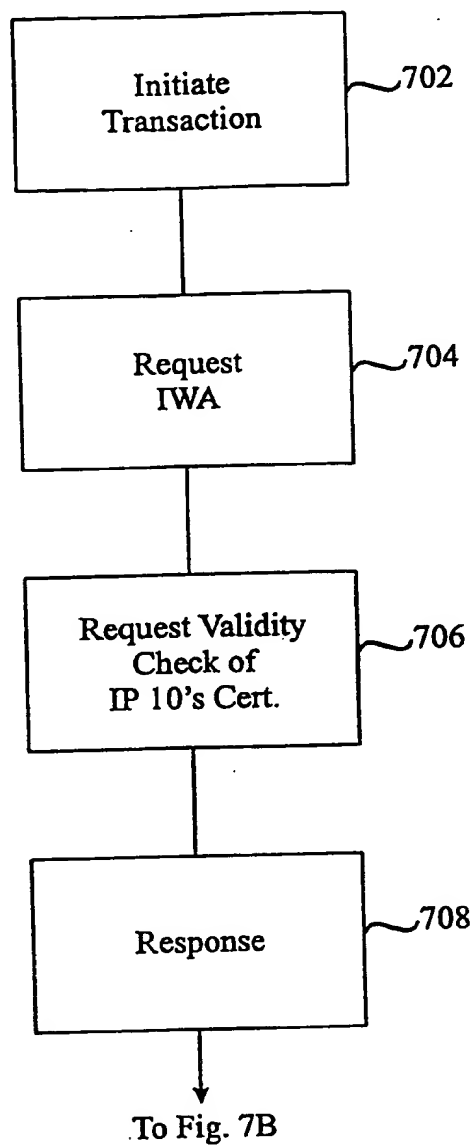 Initiate
Transaction
702
Request
IWA
704
Request Validity
Check of
IP 10's Cert.
706
Response
708
To Fig. 7B